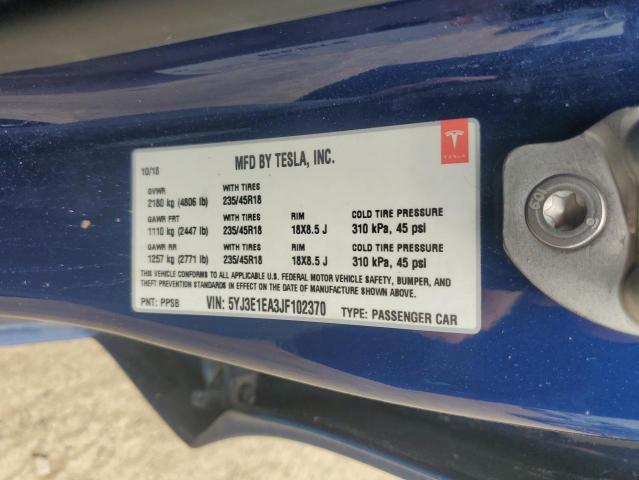 MFD BY TESLA, INC.
TESLA
10/18
GVWR WITH TIRES
2180 kg (4806 lb) 235/45R18
GAWR FRT WITH TIRES RIM COLD TIRE PRESSURE
1110 kg (2447 lb) 235/45R18 18X8.5 J 310 kPa, 45 psi
GAWR RR WITH TIRES RIM COLD TIRE PRESSURE
1257 kg (2771 lb) 235/45R18 18X8.5 J 310 kPa, 45 psi
THIS VEHICLE CONFORMS TO ALL APPLICABLE U.S. FEDERAL MOTOR VEHICLE SAFETY, BUMPER, AND
THEFT PREVENTION STANDARDS IN EFFECT ON THE DATE OF MANUFACTURE SHOWN ABOVE.
PNT: PPSB VIN: 5YJ3E1EA3JF102370 TYPE: PASSENGER CAR